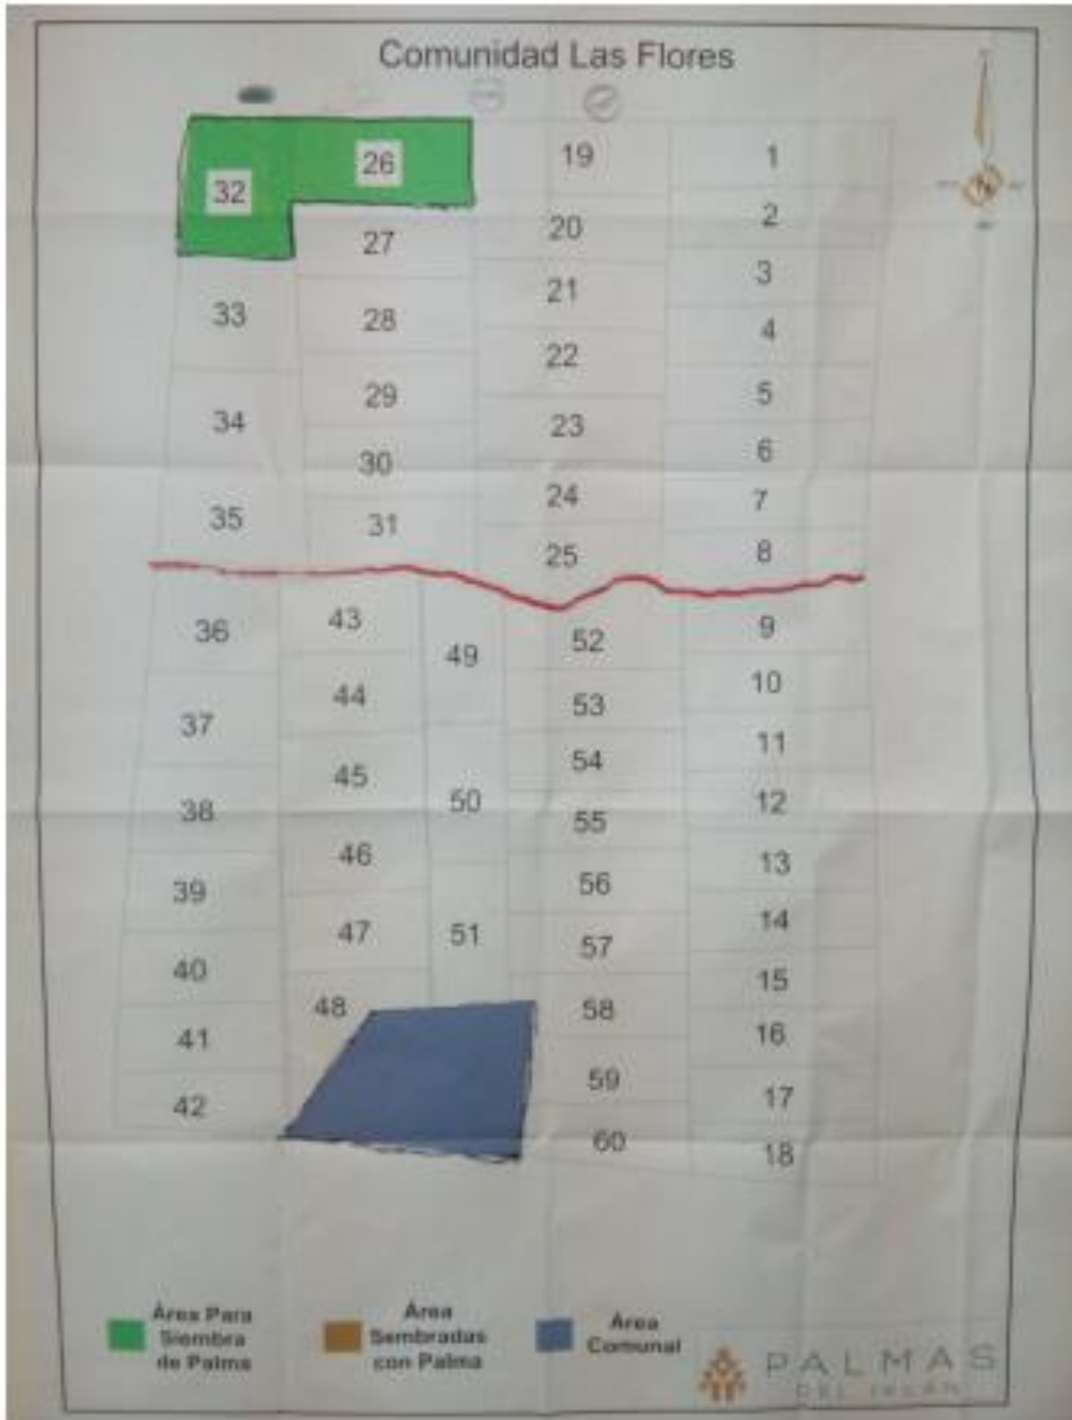 Comunidad Las Flores
32 26 19 1
27 20 2
33 28 21 3
34 29 22 4
30 23 5
35 31 24 6
25 7
8
36 43 49 52 9
37 44 53 10
38 45 50 54 11
39 46 55 12
40 47 51 56 13
41 48 57 14
42 58 15
59 16
60 17
18
N
Área Para
Siembra
de Palma
Área
Sembradas
con Palma
Área
Comunal
PALMAS
DEL IXCÁN